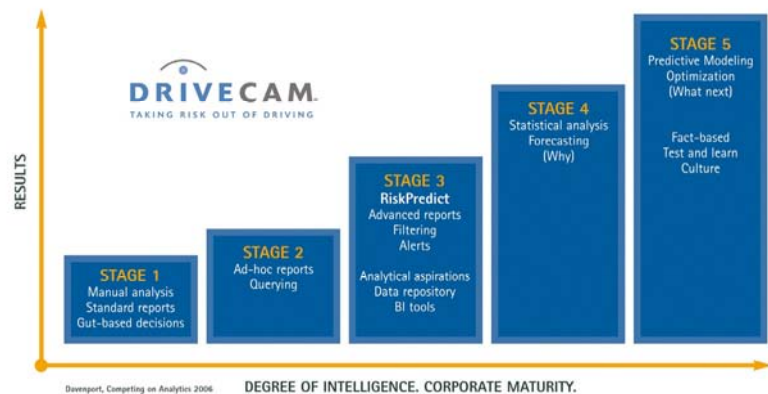 DRIVECAM
TAKING RISK OUT OF DRIVING
RESULTS
STAGE 1
Manual analysis
Standard reports
Gut-based decisions
STAGE 2
Ad-hoc reports
Querying
STAGE 3
RiskPredict
Advanced reports
Filtering
Alerts
Analytical aspirations
Data repository
BI tools
STAGE 4
Statistical analysis
Forecasting
(Why)
STAGE 5
Predictive Modeling
Optimization
(What next)
Fact-based
Test and learn
Culture
Davenport, Competing on Analytics 2006
DEGREE OF INTELLIGENCE. CORPORATE MATURITY.